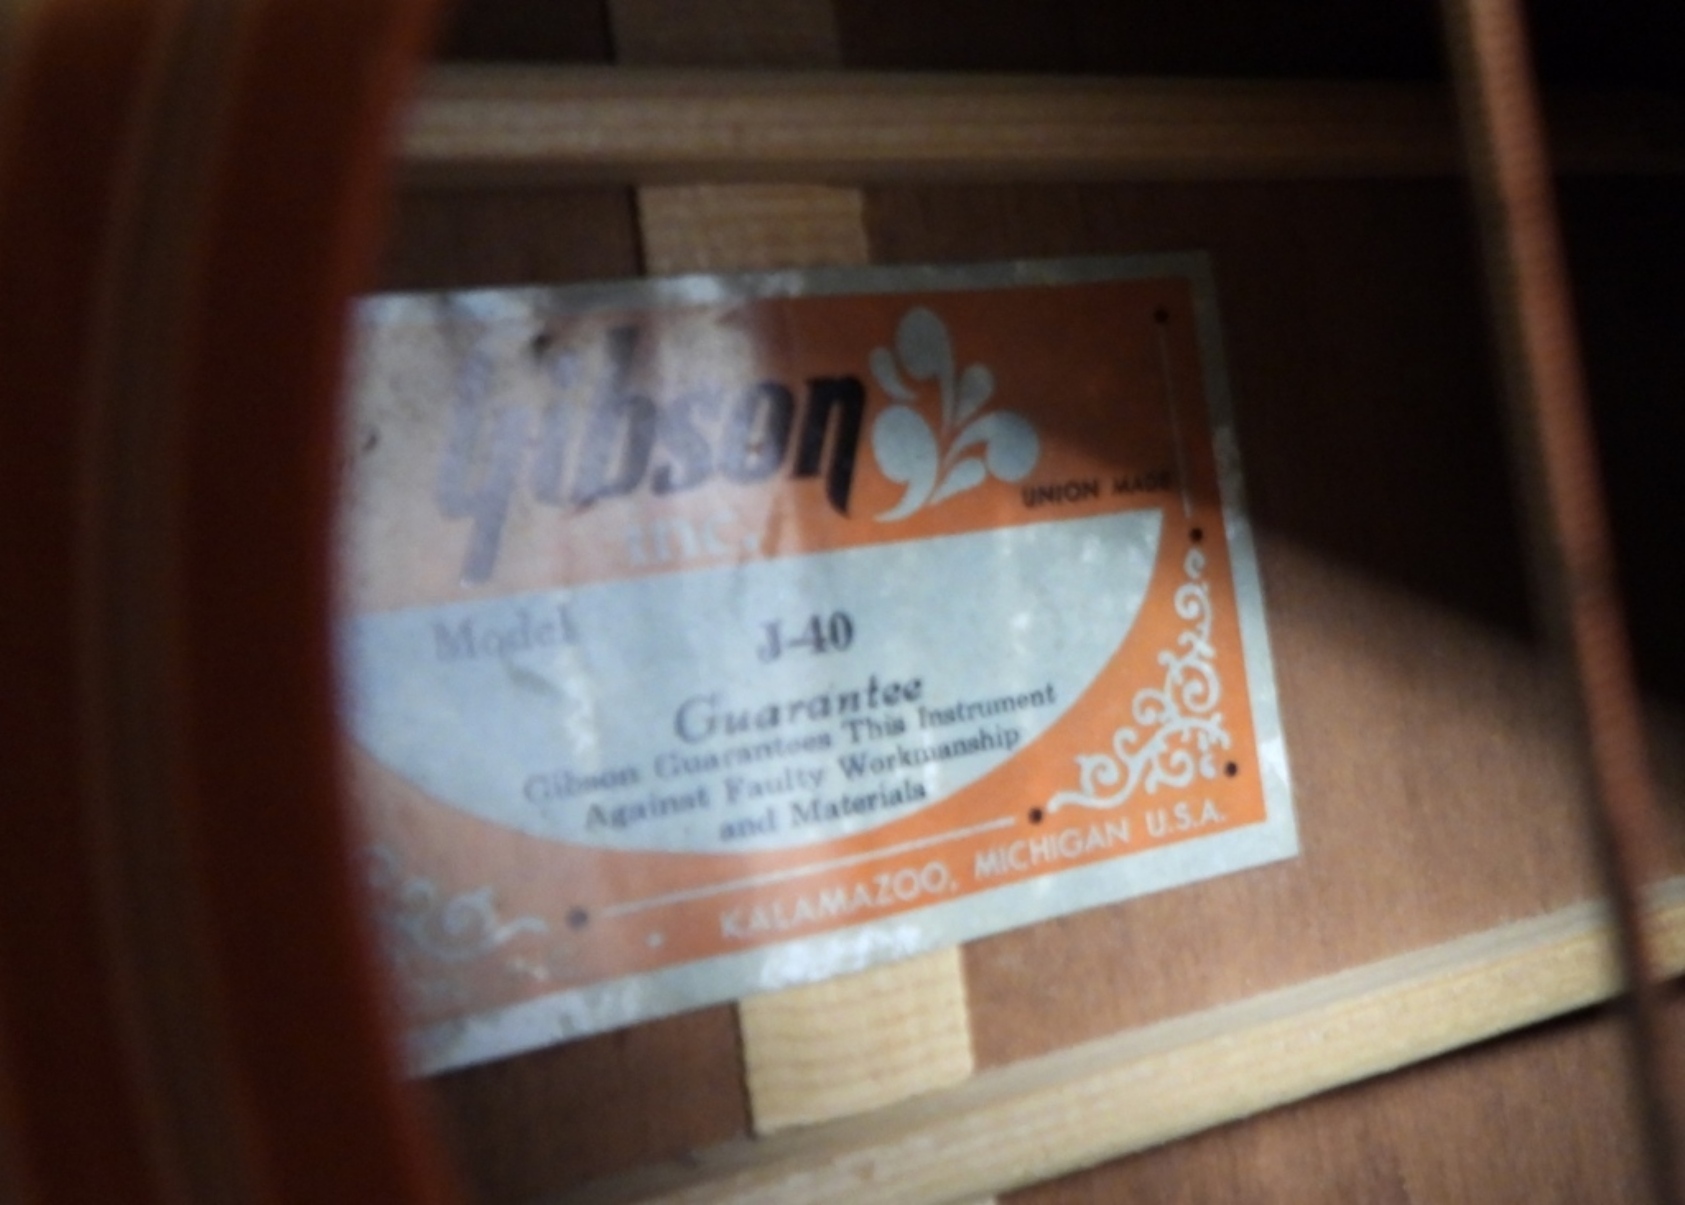 Gibson
inc.
UNION MADE
Model J-40
Guarantee
Gibson Guarantees This Instrument
Against Faulty Workmanship
and Materials
KALAMAZOO, MICHIGAN U.S.A.